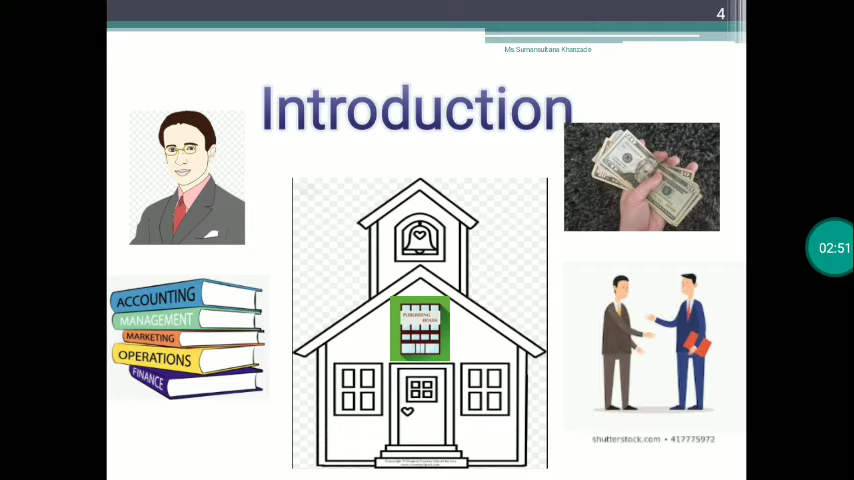 4
Ms.Sumansultana Khanzade
Introduction
ACCOUNTING
MANAGEMENT
MARKETING
OPERATIONS
FINANCE
PUBLISHING
HOUSE
02:51
shutterstock.com • 417775972